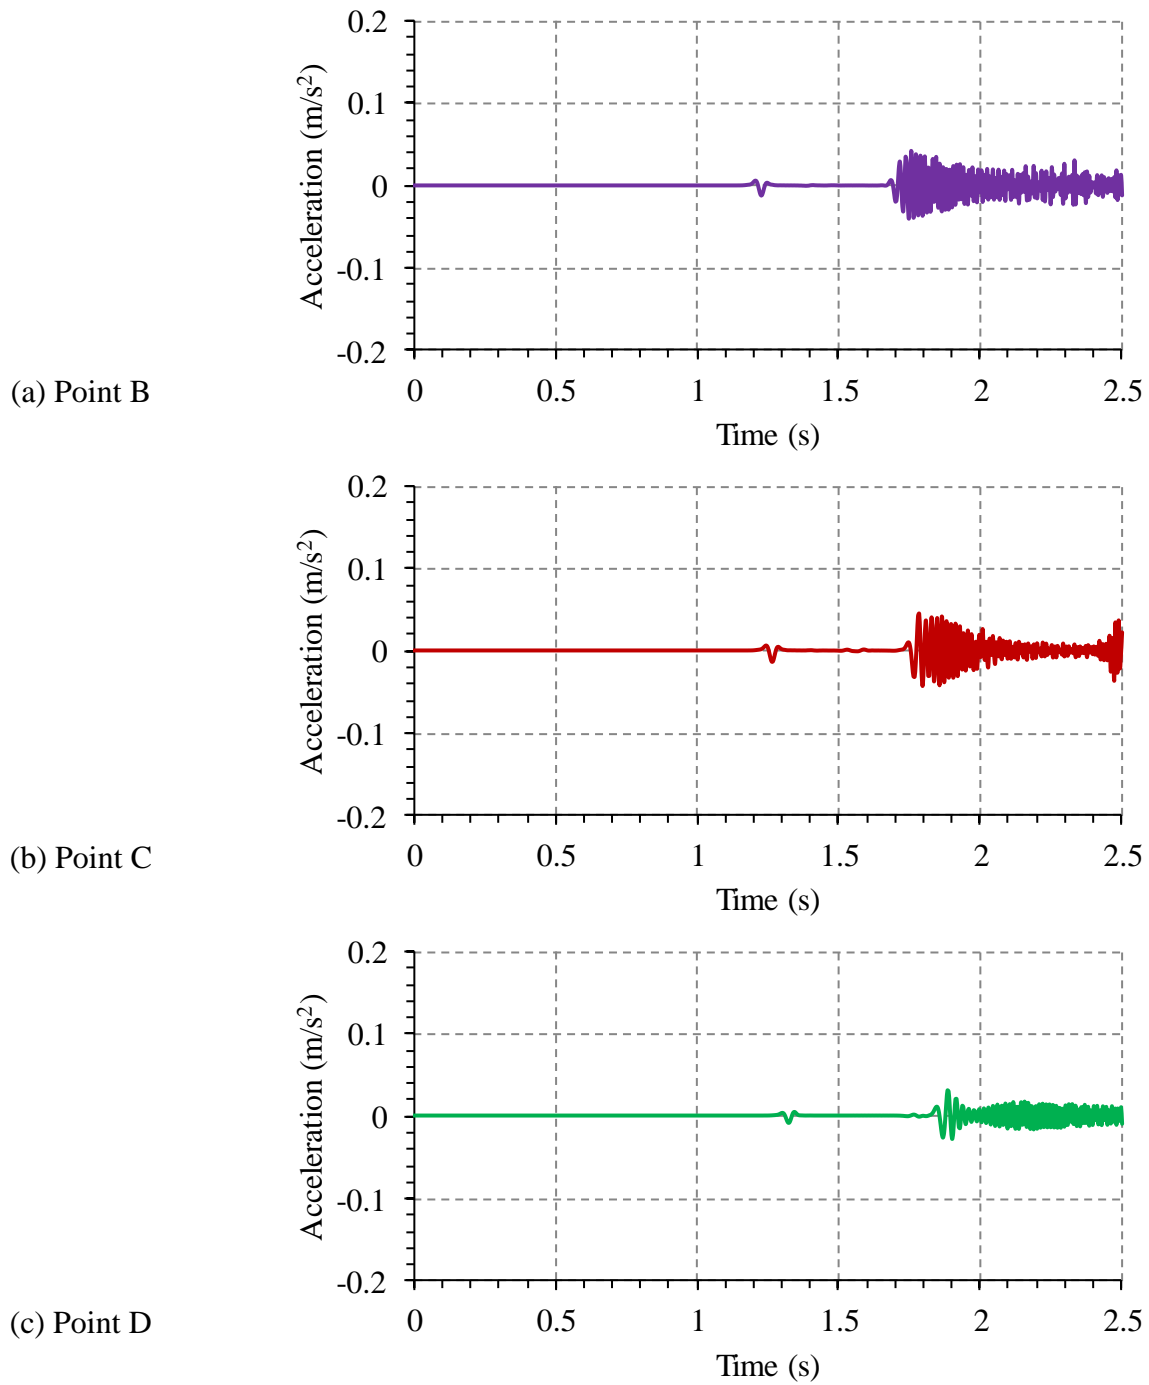 0.2
0.1
0
-0.1
-0.2
Acceleration (m/s²)
0 0.5 1 1.5 2 2.5
Time (s)
(a) Point B
0.2
0.1
0
-0.1
-0.2
Acceleration (m/s²)
0 0.5 1 1.5 2 2.5
Time (s)
(b) Point C
0.2
0.1
0
-0.1
-0.2
Acceleration (m/s²)
0 0.5 1 1.5 2 2.5
Time (s)
(c) Point D